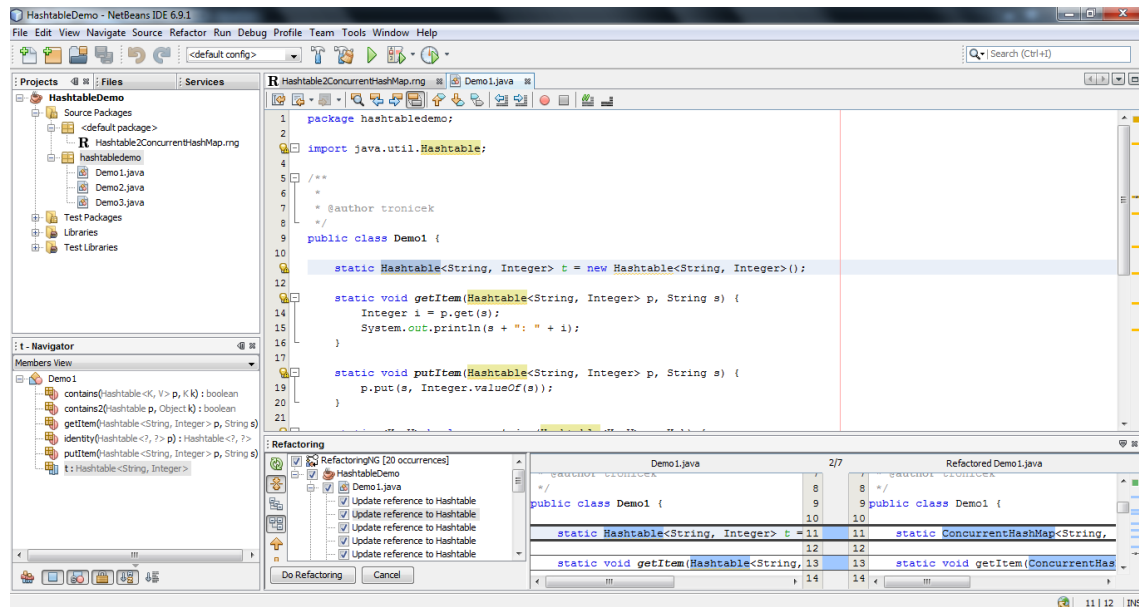 HashtableDemo - NetBeans IDE 6.9.1
File Edit View Navigate Source Refactor Run Debug Profile Team Tools Window Help
<default config>
Search (Ctrl+I)
Projects
Files
Services
HashtableDemo
Source Packages
<default package>
R Hashtable2ConcurrentHashMap.rng
hashtabledemo
Demo1.java
Demo2.java
Demo3.java
Test Packages
Libraries
Test Libraries
t - Navigator
Members View
Demo1
contains(Hashtable<K, V> p, K k) : boolean
contains2(Hashtable p, Object k) : boolean
getItem(Hashtable<String, Integer> p, String s)
identity(Hashtable<?, ?> p) : Hashtable<?, ?>
putItem(Hashtable<String, Integer> p, String s)
t : Hashtable<String, Integer>
R Hashtable2ConcurrentHashMap.rng
Demo1.java
1 package hashtabledemo;
2
import java.util.Hashtable;
4
5 /**
6 *
7 * @author tronicek
8 */
9 public class Demo1 {
10
static Hashtable<String, Integer> t = new Hashtable<String, Integer>();
12
static void getItem(Hashtable<String, Integer> p, String s) {
14 Integer i = p.get(s);
15 System.out.println(s + ": " + i);
16 }
17
static void putItem(Hashtable<String, Integer> p, String s) {
19 p.put(s, Integer.valueOf(s));
20 }
21
Refactoring
RefactoringNG [20 occurrences]
HashtableDemo
Demo1.java
Update reference to Hashtable
Update reference to Hashtable
Update reference to Hashtable
Update reference to Hashtable
Update reference to Hashtable
Do Refactoring
Cancel
Demo1.java
2/7
Refactored Demo1.java
*/ 8
public class Demo1 { 9
10
static Hashtable<String, Integer> t = 11
12
static void getItem(Hashtable<String, 13
14
8 */
9 public class Demo1 {
10
11 static ConcurrentHashMap<String,
12
13 static void getItem(ConcurrentHas
14
11 | 12 INS